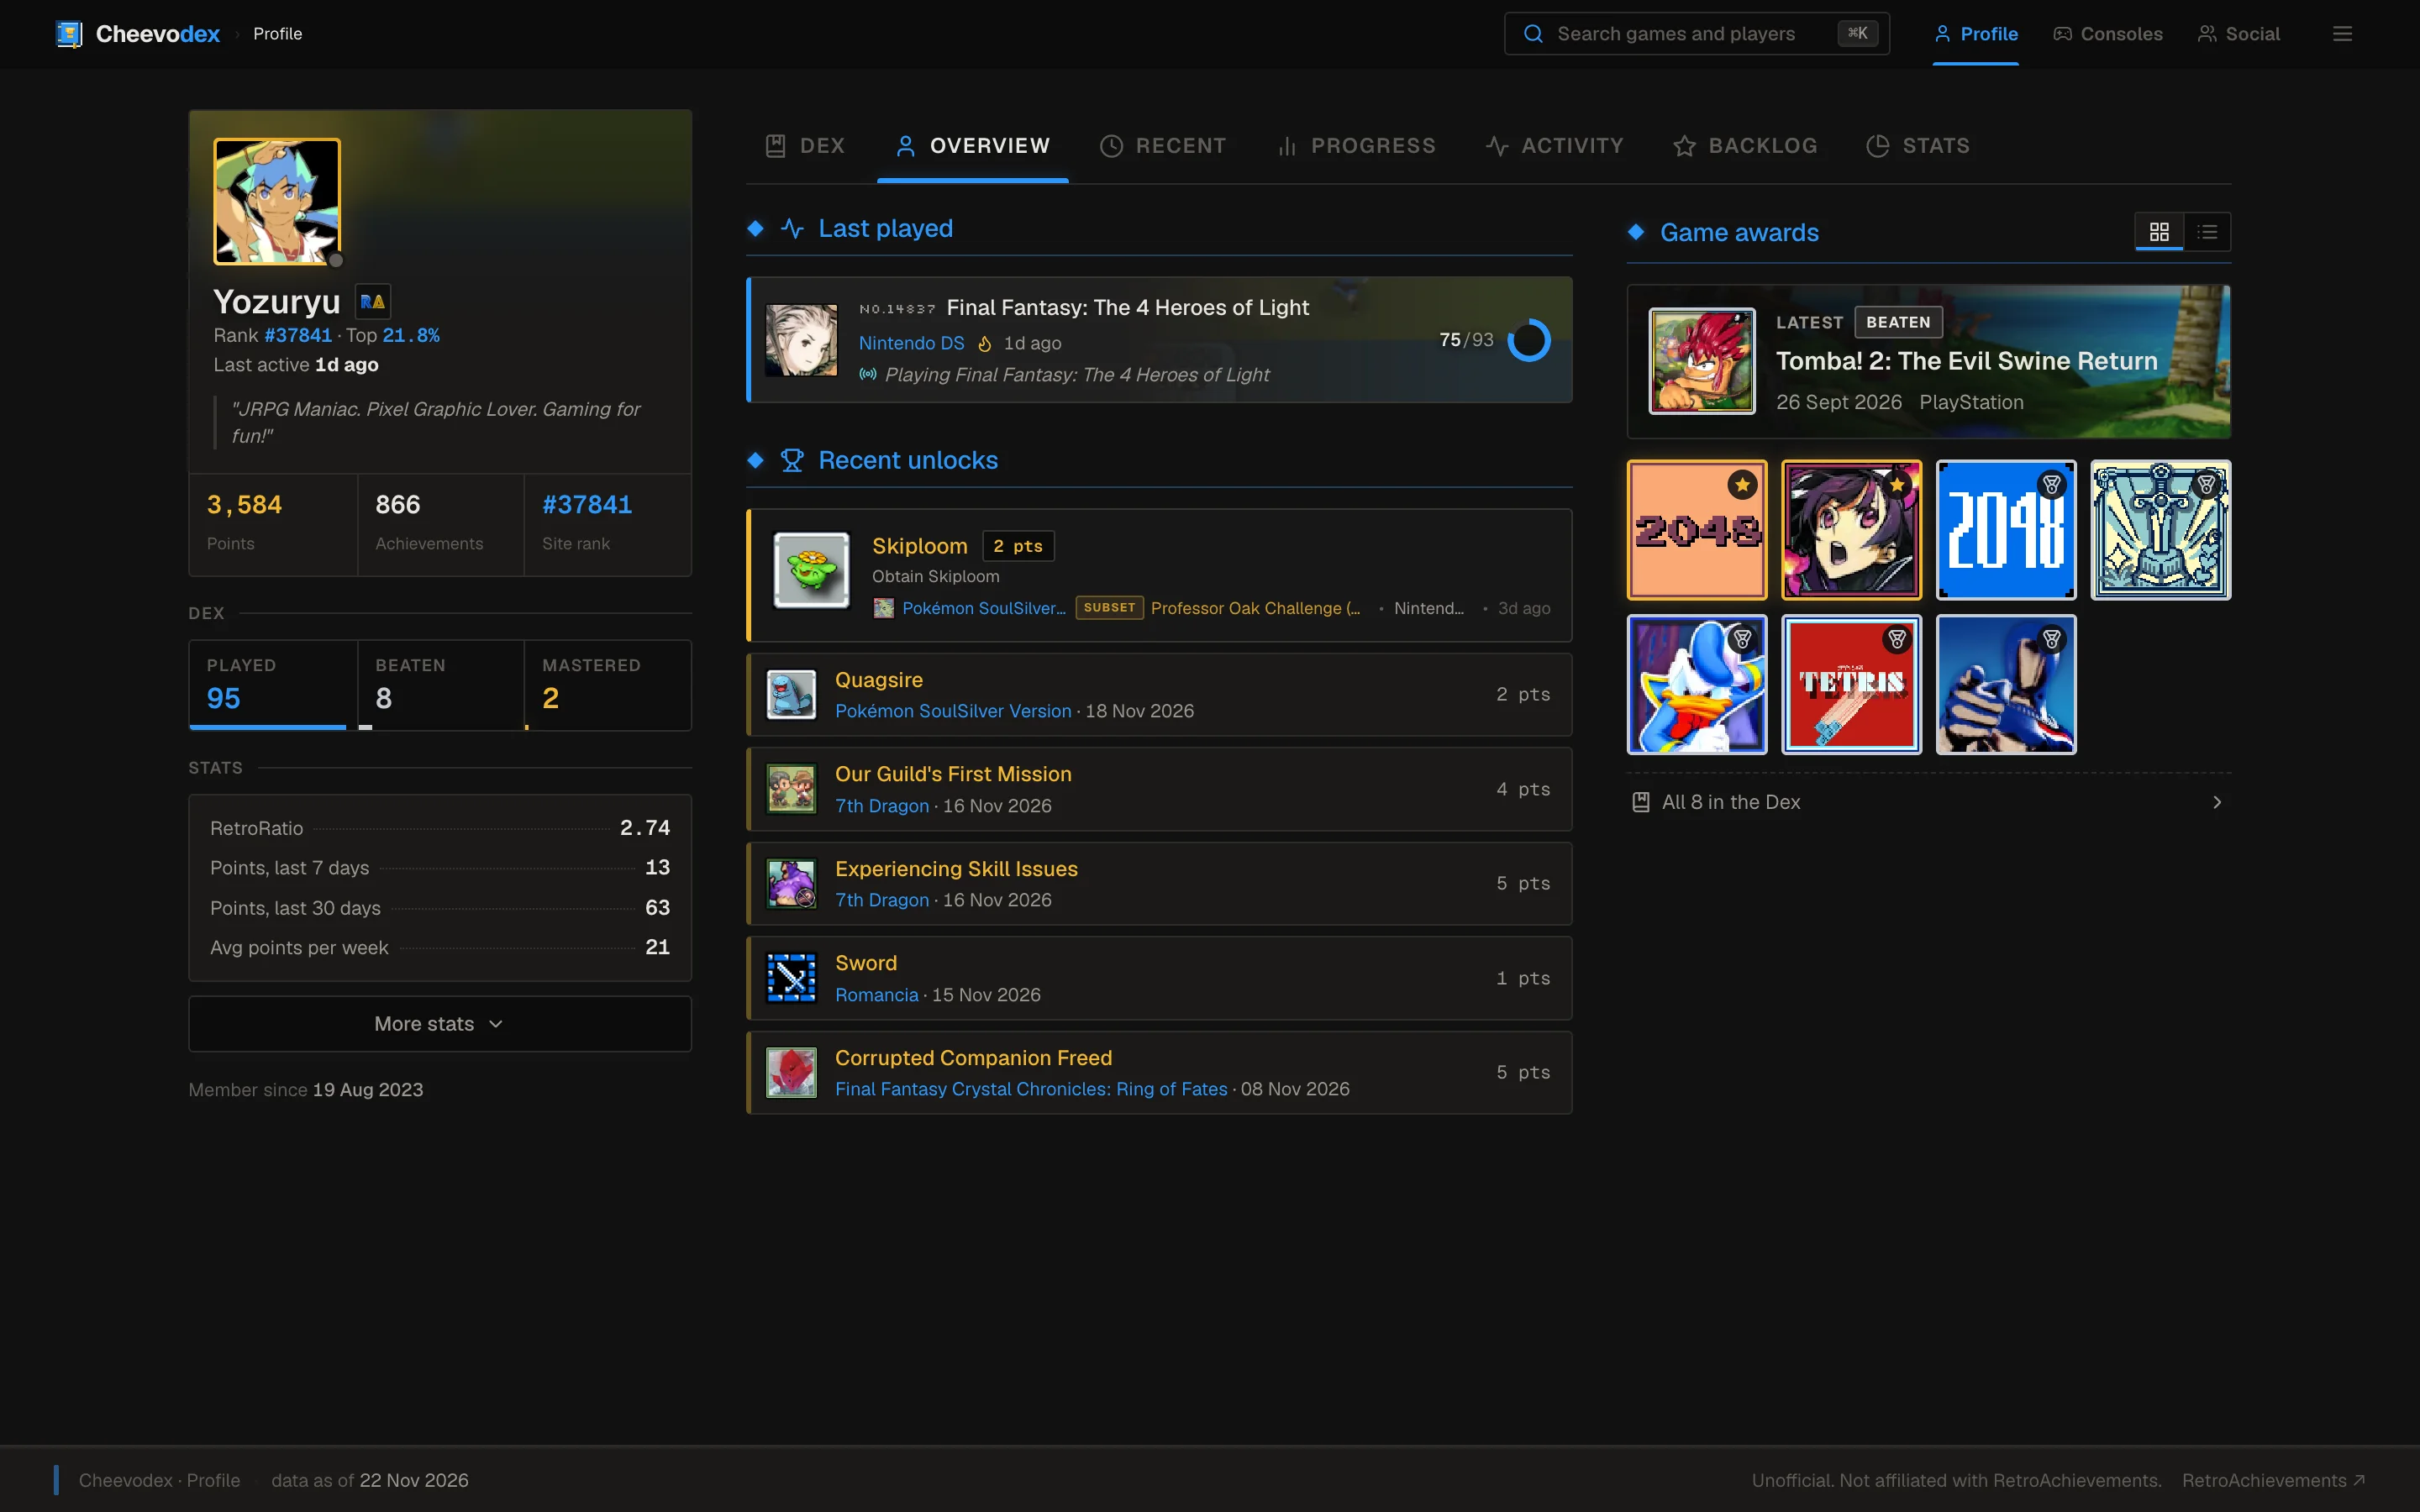 Cheevodex › Profile
Search games and players ⌘K
Profile
Consoles
Social
Yozuryu RA
Rank #37841 · Top 21.8%
Last active 1d ago
"JRPG Maniac. Pixel Graphic Lover. Gaming for
fun!"
3,584
Points
866
Achievements
#37841
Site rank
DEX
PLAYED
95
BEATEN
8
MASTERED
2
STATS
RetroRatio 2.74
Points, last 7 days 13
Points, last 30 days 63
Avg points per week 21
More stats
Member since 19 Aug 2023
DEX
OVERVIEW
RECENT
PROGRESS
ACTIVITY
BACKLOG
STATS
Last played
NO.14837 Final Fantasy: The 4 Heroes of Light
Nintendo DS 1d ago
Playing Final Fantasy: The 4 Heroes of Light
75/93
Recent unlocks
Skiploom 2 pts
Obtain Skiploom
Pokémon SoulSilver... SUBSET Professor Oak Challenge (... • Nintend... • 3d ago
Quagsire
Pokémon SoulSilver Version · 18 Nov 2026
2 pts
Our Guild's First Mission
7th Dragon · 16 Nov 2026
4 pts
Experiencing Skill Issues
7th Dragon · 16 Nov 2026
5 pts
Sword
Romancia · 15 Nov 2026
1 pts
Corrupted Companion Freed
Final Fantasy Crystal Chronicles: Ring of Fates · 08 Nov 2026
5 pts
Game awards
LATEST BEATEN
Tomba! 2: The Evil Swine Return
26 Sept 2026 PlayStation
2048
2048
TETRIS
All 8 in the Dex
Cheevodex · Profile · data as of 22 Nov 2026
Unofficial. Not affiliated with RetroAchievements. RetroAchievements ↗